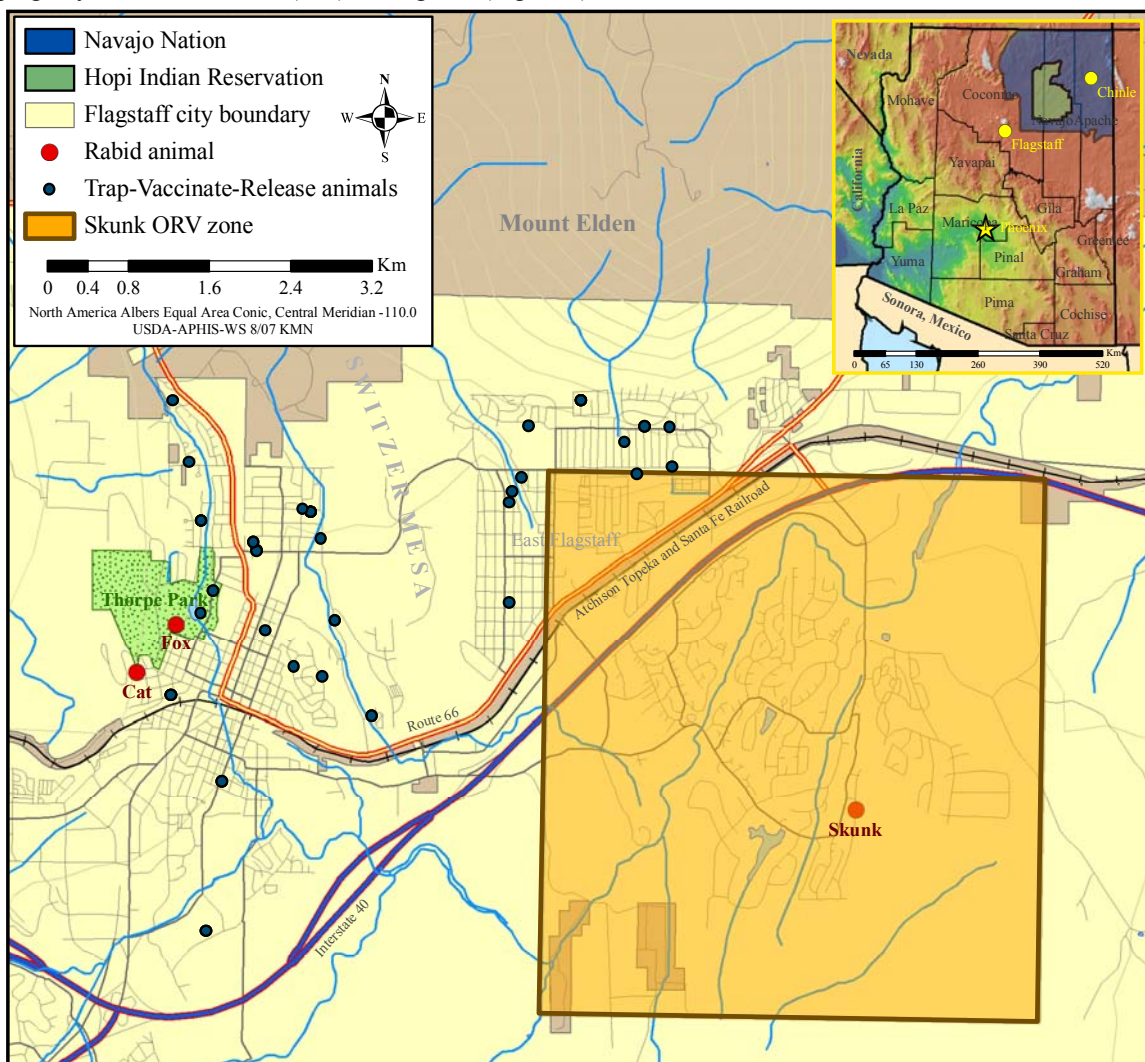 Navajo Nation
Hopi Indian Reservation
Flagstaff city boundary
Rabid animal
Trap-Vaccinate-Release animals
Skunk ORV zone
N
W E
S
Km
0 0.4 0.8 1.6 2.4 3.2
North America Albers Equal Area Conic, Central Meridian -110.0
USDA-APHIS-WS 8/07 KMN
Nevada
Mohave
Coconino
Navajo
Apache
Chinle
Flagstaff
Yavapai
California
La Paz
Maricopa
Phoenix
Gila
Greenlee
Yuma
Pinal
Graham
Pima
Cochise
Santa Cruz
Sonora, Mexico
Km
0 65 130 260 390 520
Mount Elden
SWITZER MESA
East Flagstaff
Atchison Topeka and Santa Fe Railroad
Thorpe Park
Fox
Cat
Route 66
Skunk
Interstate 40